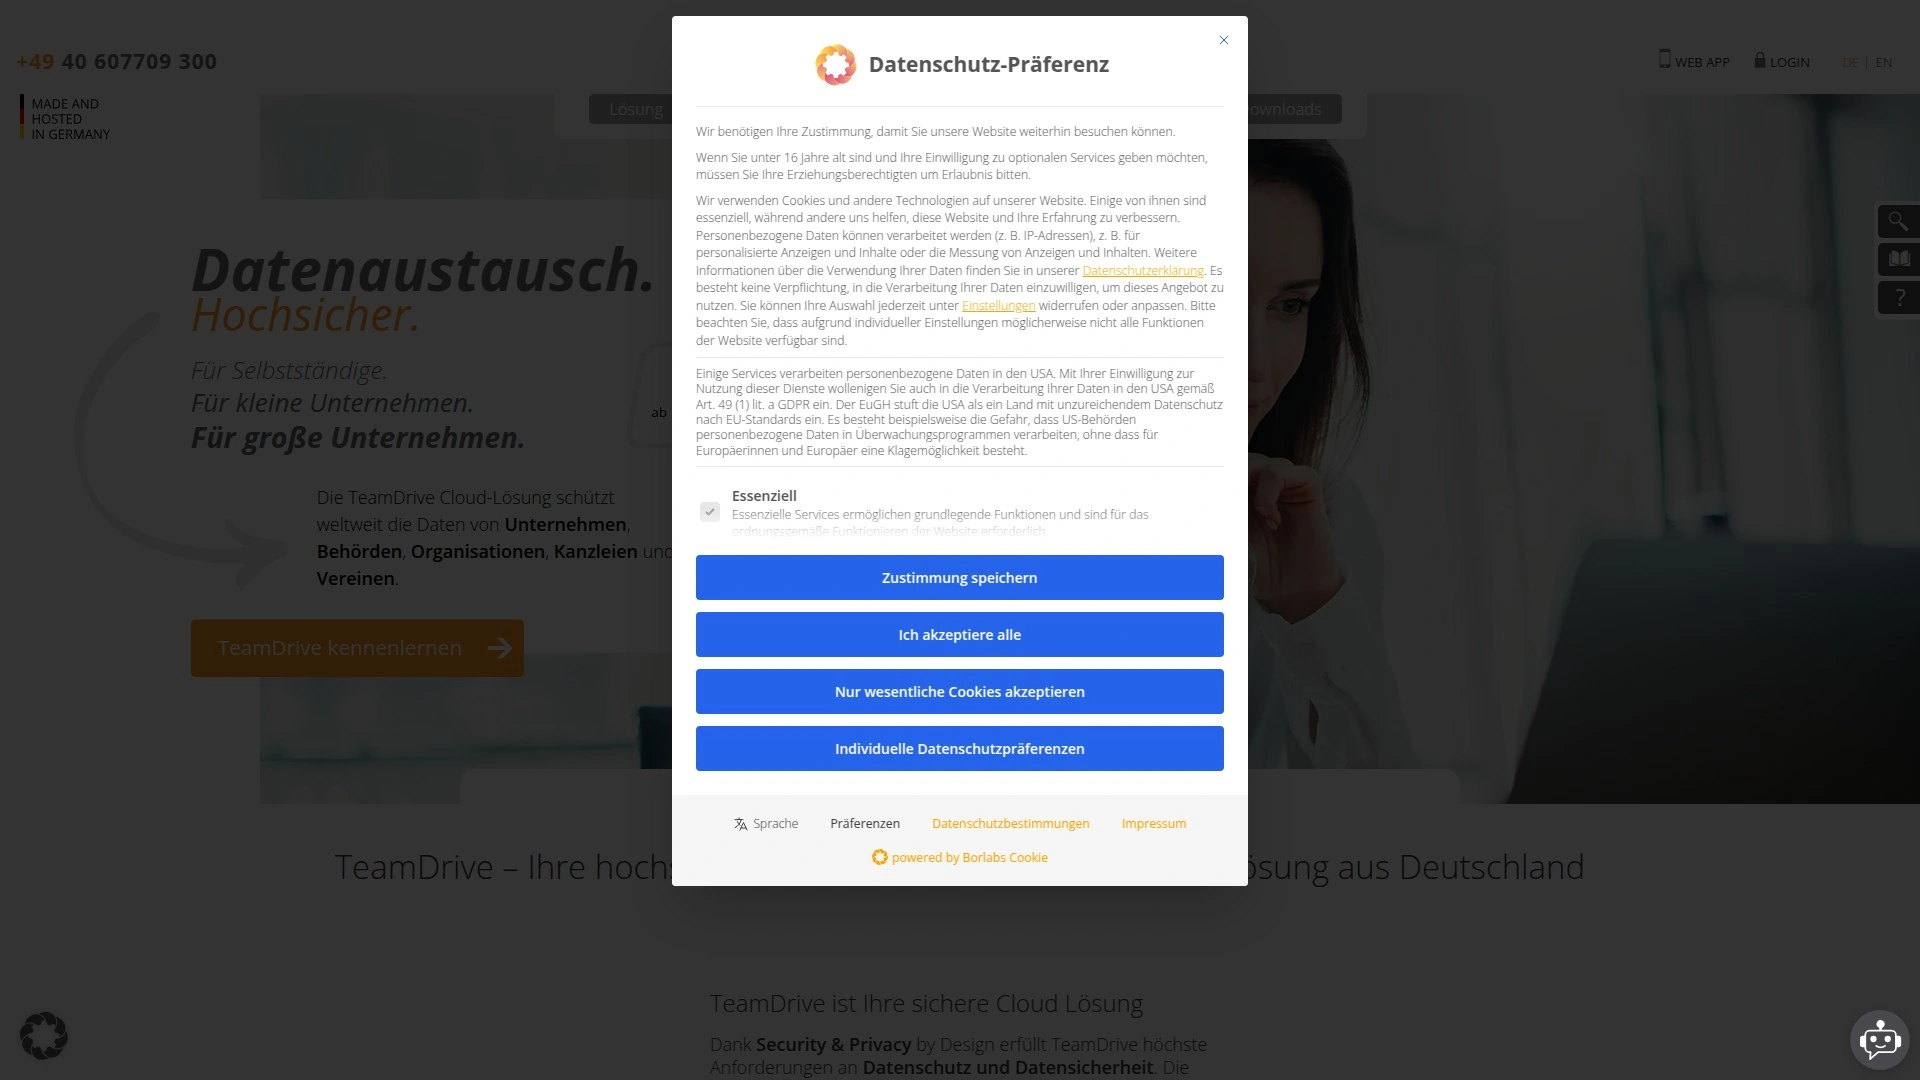 +49 40 607709 300
WEB APP
LOGIN
DE | EN
MADE AND
HOSTED
IN GERMANY
Lösung
ownloads
Datenaustausch.
Hochsicher.
Für Selbstständige.
Für kleine Unternehmen.
Für große Unternehmen.
ab
Die TeamDrive Cloud-Lösung schützt
weltweit die Daten von Unternehmen,
Behörden, Organisationen, Kanzleien und
Vereinen.
TeamDrive kennenlernen
Datenschutz-Präferenz
Wir benötigen Ihre Zustimmung, damit Sie unsere Website weiterhin besuchen können.
Wenn Sie unter 16 Jahre alt sind und Ihre Einwilligung zu optionalen Services geben möchten,
müssen Sie Ihre Erziehungsberechtigten um Erlaubnis bitten.
Wir verwenden Cookies und andere Technologien auf unserer Website. Einige von ihnen sind
essenziell, während andere uns helfen, diese Website und Ihre Erfahrung zu verbessern.
Personenbezogene Daten können verarbeitet werden (z. B. IP-Adressen), z. B. für
personalisierte Anzeigen und Inhalte oder die Messung von Anzeigen und Inhalten. Weitere
Informationen über die Verwendung Ihrer Daten finden Sie in unserer Datenschutzerklärung. Es
besteht keine Verpflichtung, in die Verarbeitung Ihrer Daten einzuwilligen, um dieses Angebot zu
nutzen. Sie können Ihre Auswahl jederzeit unter Einstellungen widerrufen oder anpassen. Bitte
beachten Sie, dass aufgrund individueller Einstellungen möglicherweise nicht alle Funktionen
der Website verfügbar sind.
Einige Services verarbeiten personenbezogene Daten in den USA. Mit Ihrer Einwilligung zur
Nutzung dieser Dienste wollenigen Sie auch in die Verarbeitung Ihrer Daten in den USA gemäß
Art. 49 (1) lit. a GDPR ein. Der EuGH stuft die USA als ein Land mit unzureichendem Datenschutz
nach EU-Standards ein. Es besteht beispielsweise die Gefahr, dass US-Behörden
personenbezogene Daten in Überwachungsprogrammen verarbeiten, ohne dass für
Europäerinnen und Europäer eine Klagemöglichkeit besteht.
Essenziell
Essenzielle Services ermöglichen grundlegende Funktionen und sind für das
ordnungsgemäße Funktionieren der Website erforderlich.
Zustimmung speichern
Ich akzeptiere alle
Nur wesentliche Cookies akzeptieren
Individuelle Datenschutzpräferenzen
Sprache
Präferenzen
Datenschutzbestimmungen
Impressum
powered by Borlabs Cookie
?
TeamDrive – Ihre hochs
ösung aus Deutschland
TeamDrive ist Ihre sichere Cloud Lösung
Dank Security & Privacy by Design erfüllt TeamDrive höchste
Anforderungen an Datenschutz und Datensicherheit. Die